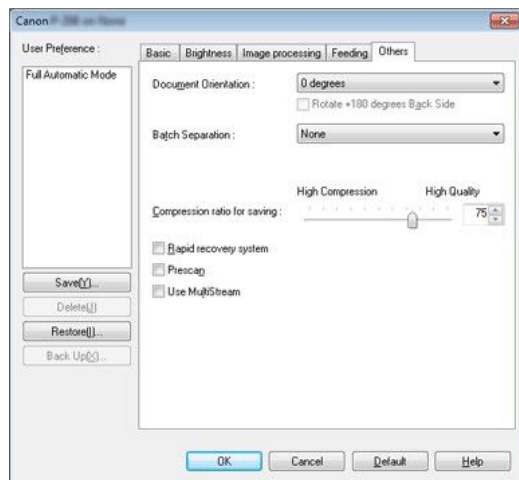 Canon
User Preference :
Full Automatic Mode
Save(Y)...
Delete(J)
Restore(I)...
Back Up(X)...
Basic Brightness Image processing Feeding Others
Document Orientation : 0 degrees
Rotate +180 degrees Back Side
Batch Separation : None
High Compression High Quality
Compression ratio for saving : 75
Rapid recovery system
Prescan
Use MultiStream
OK Cancel Default Help